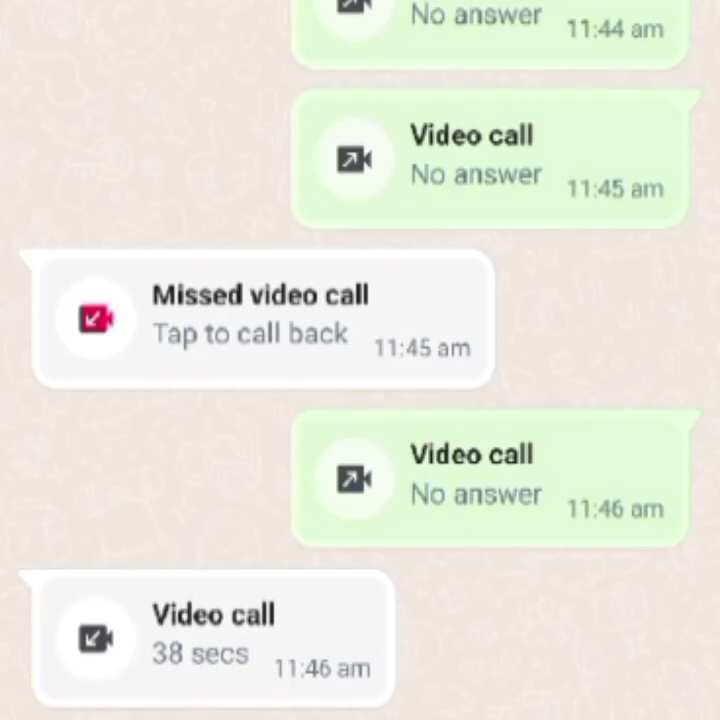 No answer
11:44 am
Video call
No answer
11:45 am
Missed video call
Tap to call back
11:45 am
Video call
No answer
11:46 am
Video call
38 secs
11:46 am